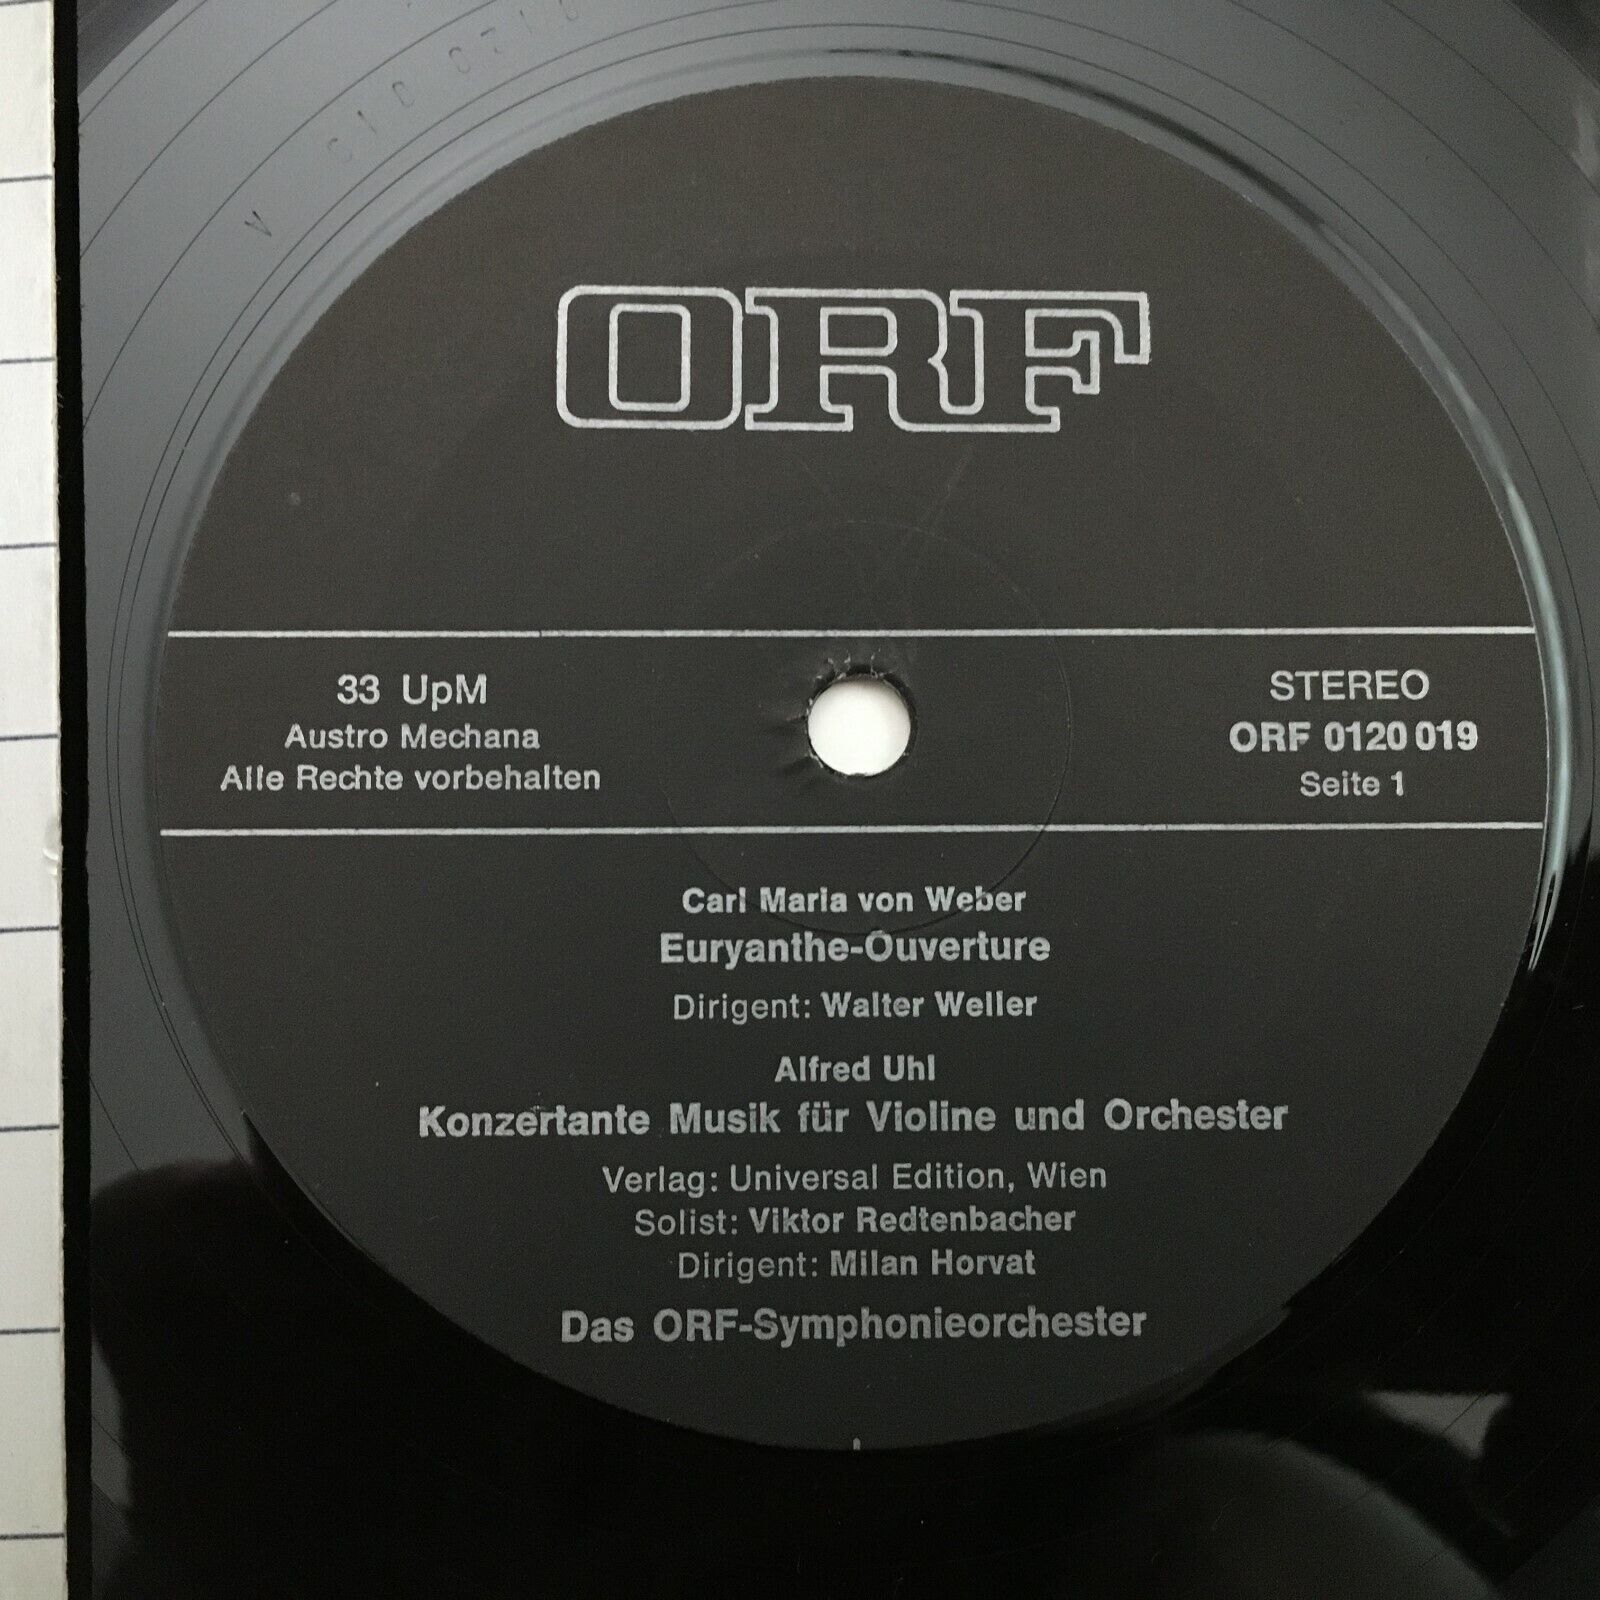 ORF
33 UpM
Austro Mechana
Alle Rechte vorbehalten
STEREO
ORF 0120 019
Seite 1
Carl Maria von Weber
Euryanthe-Ouverture
Dirigent: Walter Weller
Alfred Uhl
Konzertante Musik für Violine und Orchester
Verlag: Universal Edition, Wien
Solist: Viktor Redtenbacher
Dirigent: Milan Horvat
Das ORF-Symphonieorchester